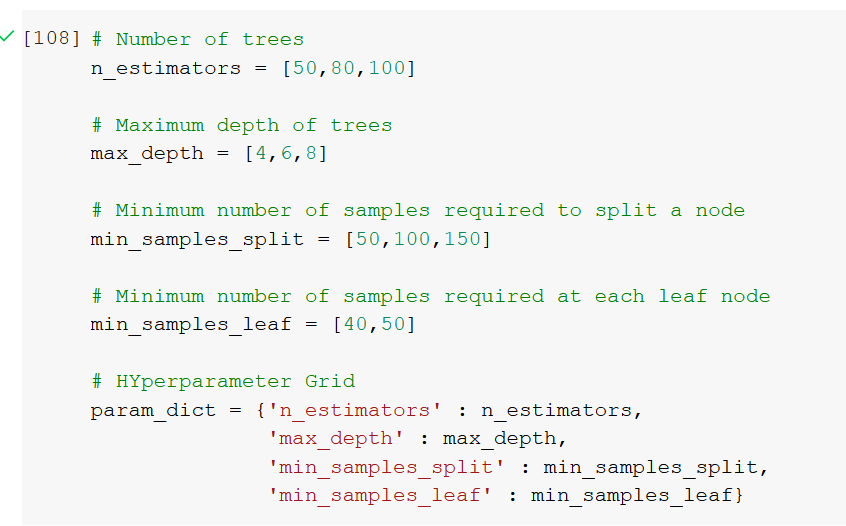 [108] # Number of trees
n_estimators = [50,80,100]
# Maximum depth of trees
max_depth = [4,6,8]
# Minimum number of samples required to split a node
min_samples_split = [50,100,150]
# Minimum number of samples required at each leaf node
min_samples_leaf = [40,50]
# HYperparameter Grid
param_dict = {'n_estimators' : n_estimators,
'max_depth' : max_depth,
'min_samples_split' : min_samples_split,
'min_samples_leaf' : min_samples_leaf}